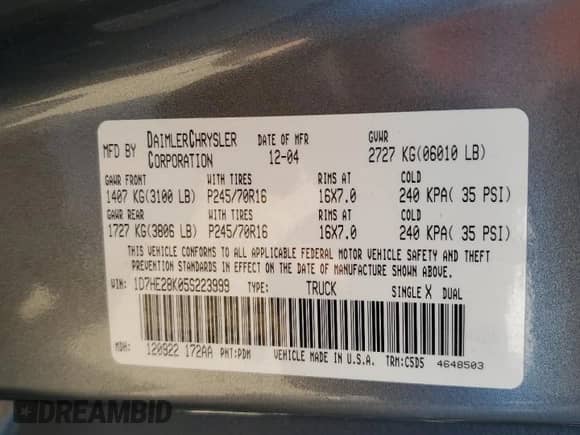 MFD BY DAIMLERCHRYSLER CORPORATION DATE OF MFR 12-04 GVWR 2727 KG(06010 LB)
GAWR FRONT WITH TIRES RIMS AT COLD
1407 KG(3100 LB) P245/70R16 16X7.0 240 KPA( 35 PSI)
GAWR REAR WITH TIRES RIMS AT COLD
1727 KG(3806 LB) P245/70R16 16X7.0 240 KPA( 35 PSI)
THIS VEHICLE CONFORMS TO ALL APPLICABLE FEDERAL MOTOR VEHICLE SAFETY AND THEFT
PREVENTION STANDARDS IN EFFECT ON THE DATE OF MANUFACTURE SHOWN ABOVE.
VIN: 1D7HE28K05S223999 TYPE: TRUCK SINGLE X DUAL
MDH: 120922 172AA PNT:PDM VEHICLE MADE IN U.S.A. TRM:C5D5 4648503
DREAMBID